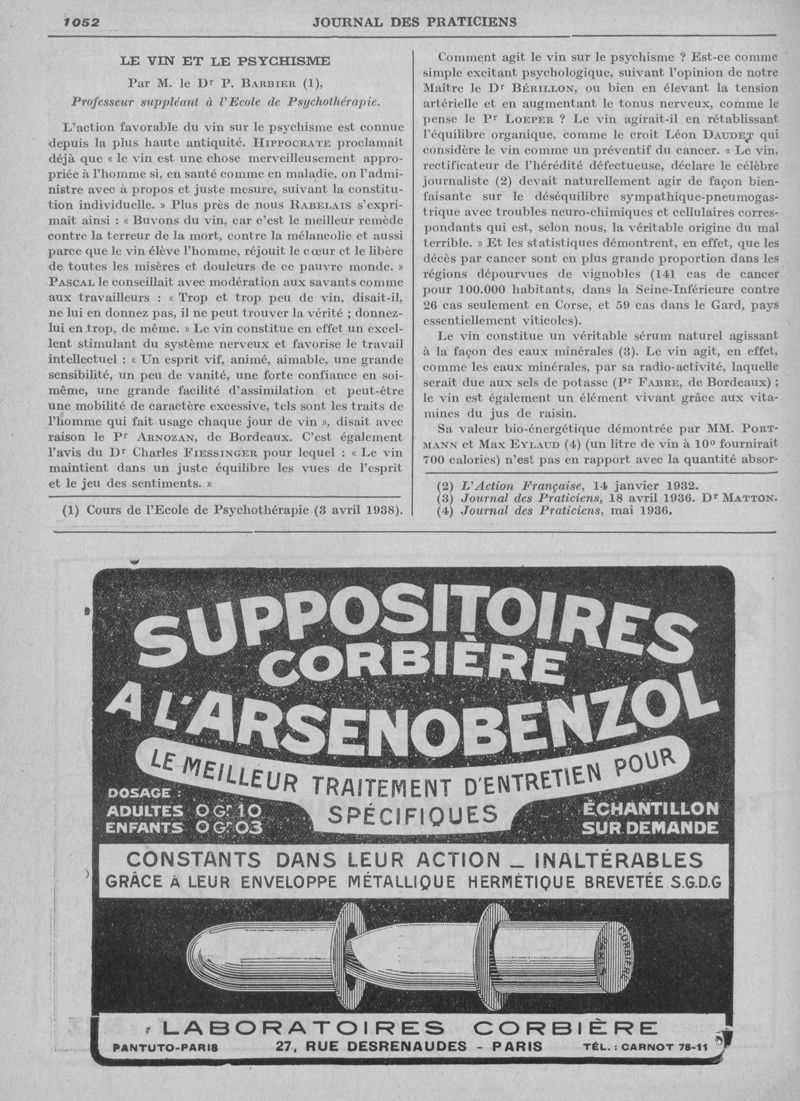 1052
JOURNAL DES PRATICIENS
LE VIN ET LE PSYCHISME
Par M. le Dr P. BARBIER (1),
Professeur suppléant à l'Ecole de Psychothérapie.
L'action favorable du vin sur le psychisme est connue
depuis la plus haute antiquité. HIPPOCRATE proclamait
déjà que « le vin est une chose merveilleusement appro-
priée à l'homme si, en santé comme en maladie, on l'admi-
nistre avec à propos et juste mesure, suivant la constitu-
tion individuelle. » Plus près de nous RABELAIS s'expri-
mait ainsi : « Buvons du vin, car c'est le meilleur remède
contre la terreur de la mort, contre la mélancolie et aussi
parce que le vin élève l'homme, réjouit le cœur et le libère
de toutes les misères et douleurs de ce pauvre monde. »
PASCAL le conseillait avec modération aux savants comme
aux travailleurs : « Trop et trop peu de vin, disait-il,
ne lui en donnez pas, il ne peut trouver la vérité ; donnez-
lui en trop, de même. » Le vin constitue en effet un excel-
lent stimulant du système nerveux et favorise le travail
intellectuel : « Un esprit vif, animé, aimable, une grande
sensibilité, un peu de vanité, une forte confiance en soi-
même, une grande facilité d'assimilation et peut-être
une mobilité de caractère excessive, tels sont les traits de
l'homme qui fait usage chaque jour de vin », disait avec
raison le Pr ARNOZAN, de Bordeaux. C'est également
l'avis du Dr Charles FIESSINGER pour lequel : « Le vin
maintient dans un juste équilibre les vues de l'esprit
et le jeu des sentiments. »
(1) Cours de l'Ecole de Psychothérapie (3 avril 1938).
Comment agit le vin sur le psychisme ? Est-ce comme
simple excitant psychologique, suivant l'opinion de notre
Maître le Dr BÉRILLON, ou bien en élevant la tension
artérielle et en augmentant le tonus nerveux, comme le
pense le Pr LOEPER ? Le vin agirait-il en rétablissant
l'équilibre organique, comme le croit Léon DAUDET qui
considère le vin comme un préventif du cancer. « Le vin,
rectificateur de l'hérédité défectueuse, déclare le célèbre
journaliste (2) devait naturellement agir de façon bien-
faisante sur le déséquilibre sympathique-pneumogas-
trique avec troubles neuro-chimiques et cellulaires corres-
pondants qui est, selon nous, la véritable origine du mal
terrible. » Et les statistiques démontrent, en effet, que les
décès par cancer sont en plus grande proportion dans les
régions dépourvues de vignobles (141 cas de cancer
pour 100.000 habitants, dans la Seine-Inférieure contre
26 cas seulement en Corse, et 59 cas dans le Gard, pays
essentiellement viticoles).
Le vin constitue un véritable sérum naturel agissant
à la façon des eaux minérales (3). Le vin agit, en effet,
comme les eaux minérales, par sa radio-activité, laquelle
serait due aux sels de potasse (Pr FABRE, de Bordeaux) ;
le vin est également un élément vivant grâce aux vita-
mines du jus de raisin.
Sa valeur bio-énergétique démontrée par MM. PORT-
MANN et Max EYLAUD (4) (un litre de vin à 10° fournirait
700 calories) n'est pas en rapport avec la quantité absor-
(2) L'Action Française, 14 janvier 1932.
(3) Journal des Praticiens, 18 avril 1936. Dr MATTON.
(4) Journal des Praticiens, mai 1936.
SUPPOSITOIRES
CORBIÈRE
A L'ARSENOBENZOL
LE MEILLEUR TRAITEMENT D'ENTRETIEN POUR
SPÉCIFIQUES
DOSAGE :
ADULTES 0 Gr 10
ENFANTS 0 Gr 03
ÉCHANTILLON
SUR DEMANDE
CONSTANTS DANS LEUR ACTION _ INALTÉRABLES
GRÂCE A LEUR ENVELOPPE MÉTALLIQUE HERMÉTIQUE BREVETÉE S.G.D.G
CORBIÈRE
PARIS
LABORATOIRES CORBIÈRE
PANTUTO-PARIS
27, RUE DESRENAUDES - PARIS
TÉL. : CARNOT 78-11